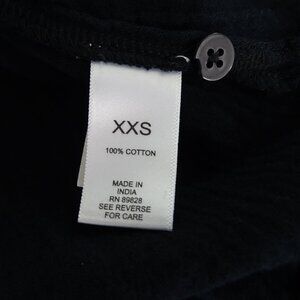 XXS
100% COTTON
MADE IN
INDIA
RN 89828
SEE REVERSE
FOR CARE